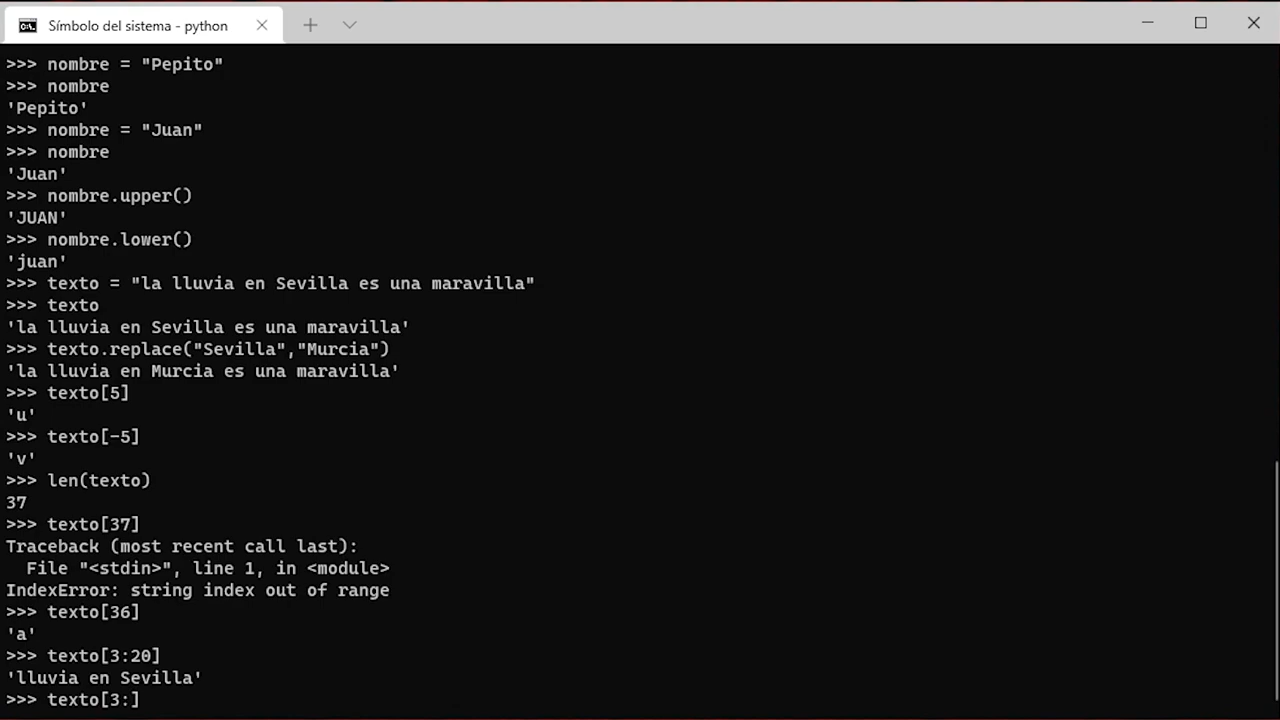 Símbolo del sistema - python
>>> nombre = "Pepito"
>>> nombre
'Pepito'
>>> nombre = "Juan"
>>> nombre
'Juan'
>>> nombre.upper()
'JUAN'
>>> nombre.lower()
'juan'
>>> texto = "la lluvia en Sevilla es una maravilla"
>>> texto
'la lluvia en Sevilla es una maravilla'
>>> texto.replace("Sevilla","Murcia")
'la lluvia en Murcia es una maravilla'
>>> texto[5]
'u'
>>> texto[-5]
'v'
>>> len(texto)
37
>>> texto[37]
Traceback (most recent call last):
  File "<stdin>", line 1, in <module>
IndexError: string index out of range
>>> texto[36]
'a'
>>> texto[3:20]
'lluvia en Sevilla'
>>> texto[3:]